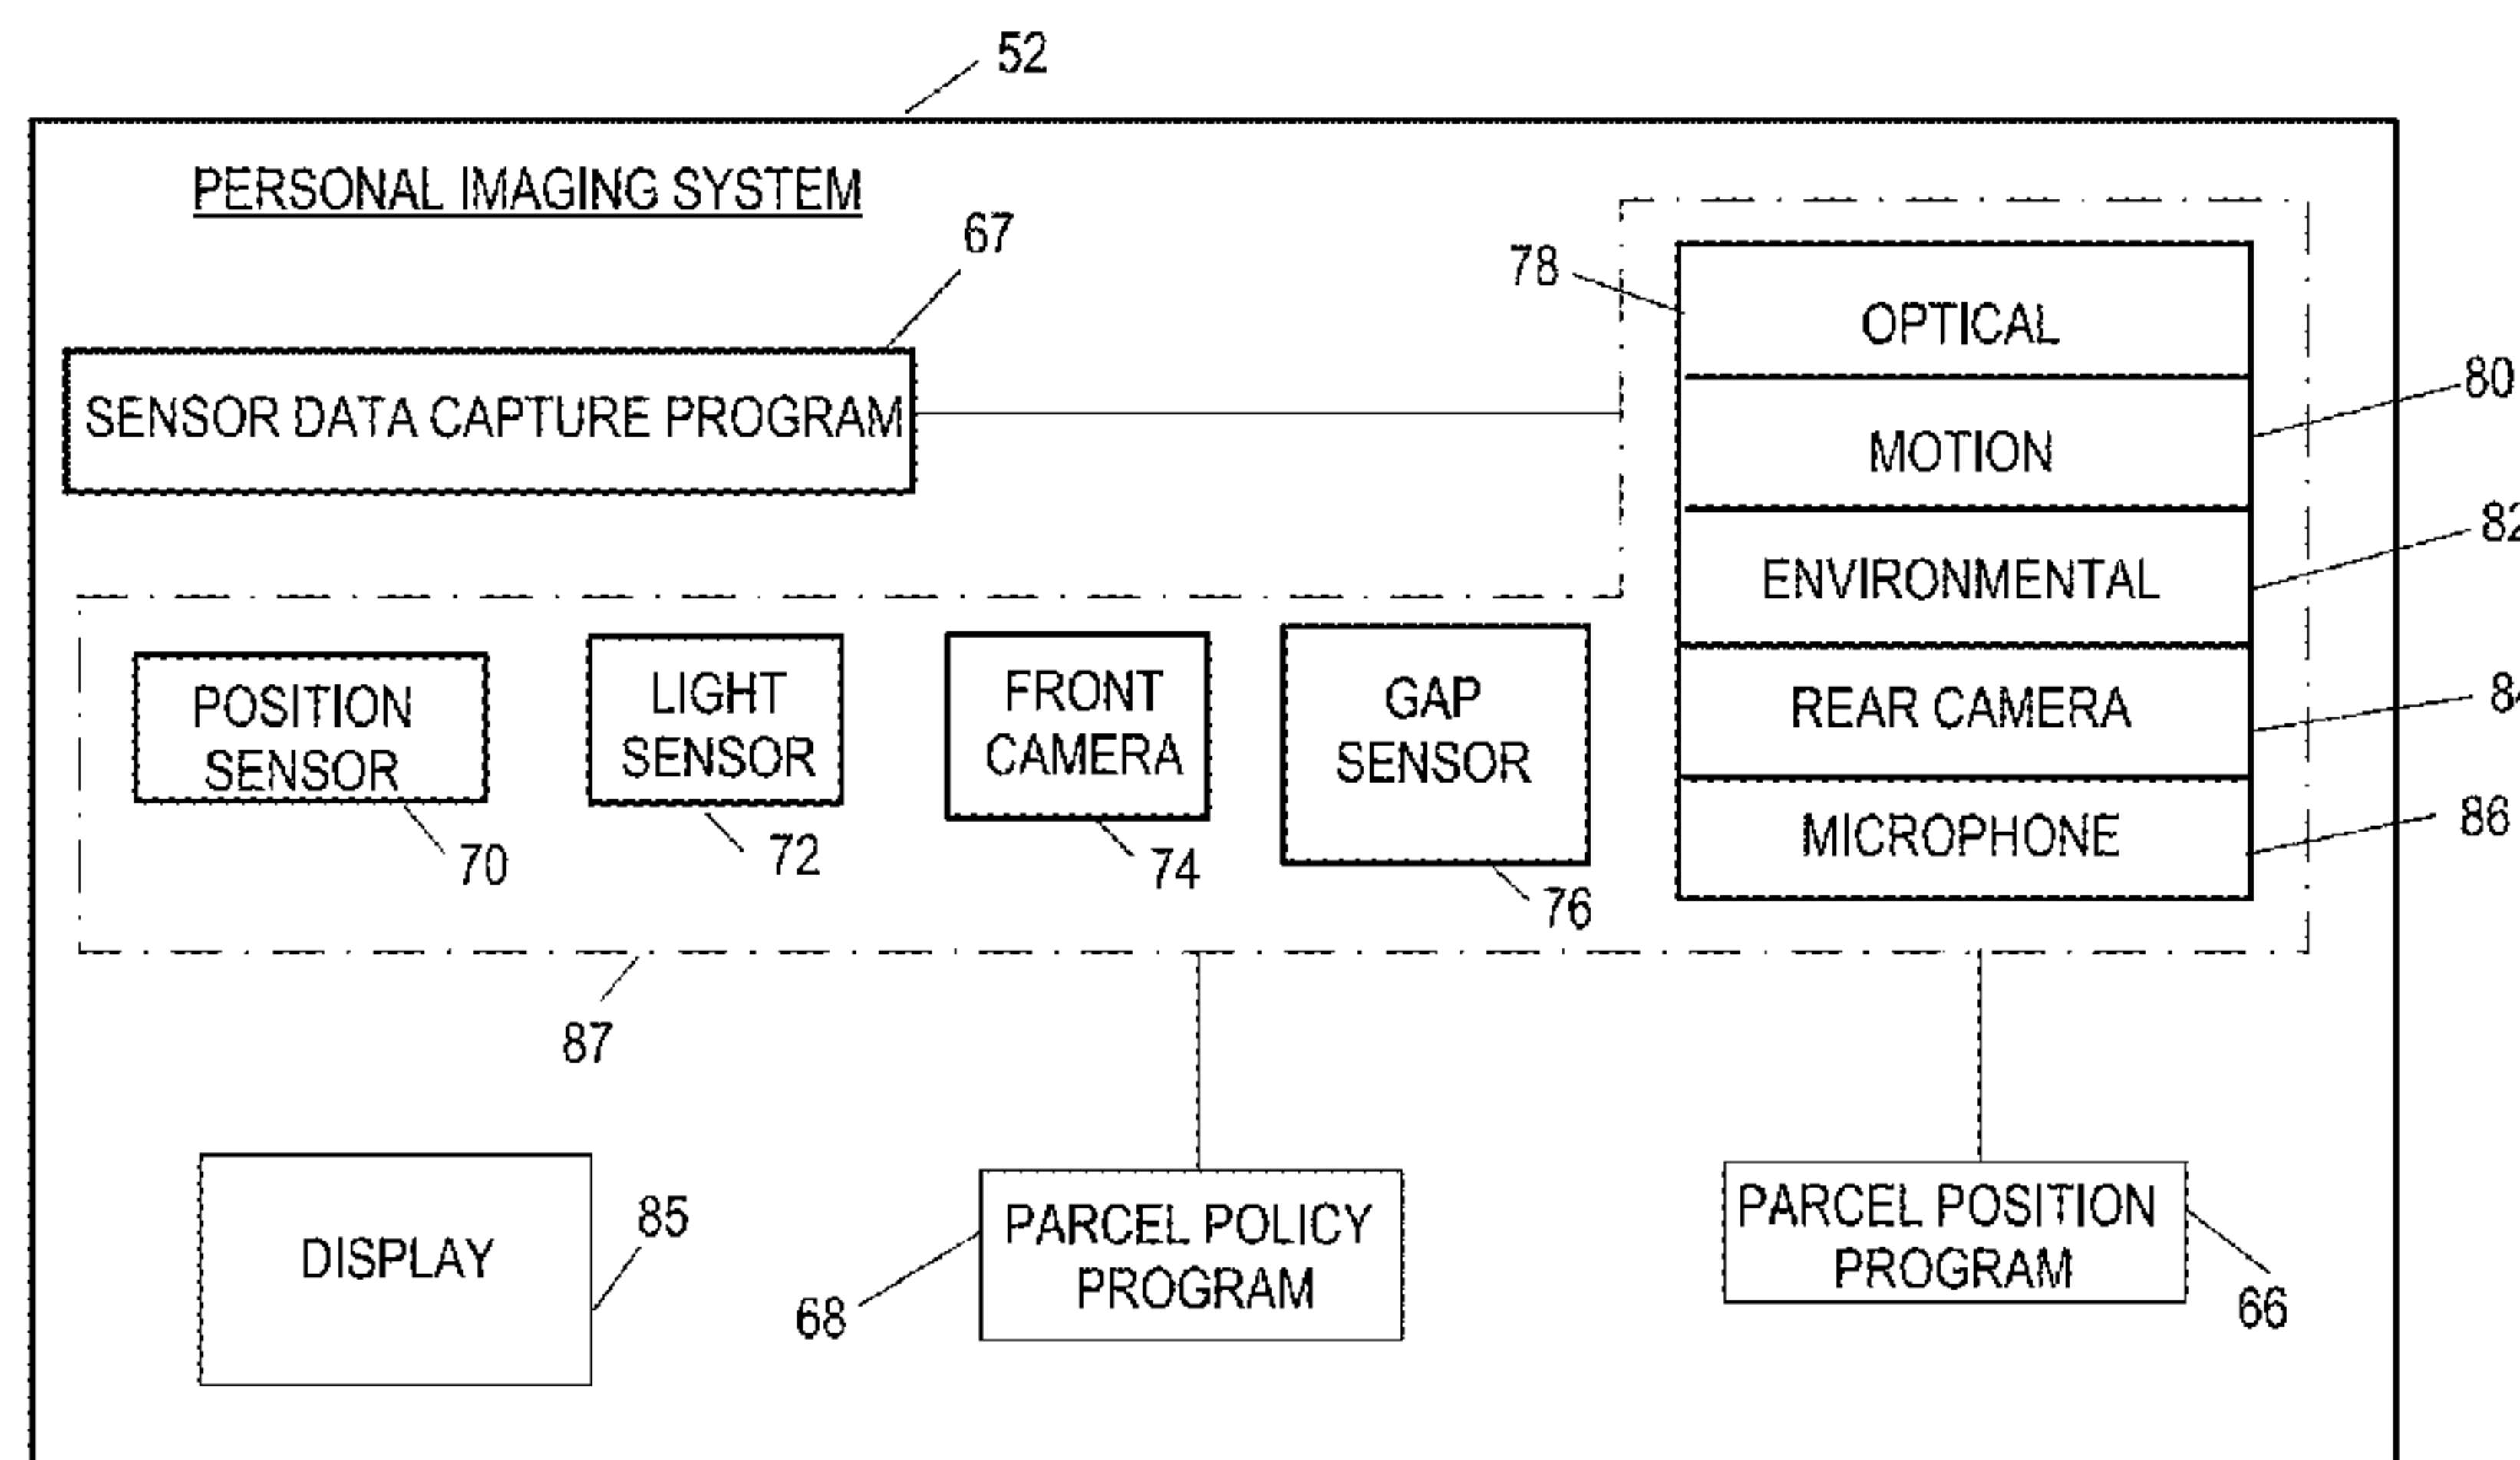 52
PERSONAL IMAGING SYSTEM
67
SENSOR DATA CAPTURE PROGRAM
78
OPTICAL
80
MOTION
82
ENVIRONMENTAL
REAR CAMERA
MICROPHONE
86
POSITION
SENSOR
70
LIGHT
SENSOR
72
FRONT
CAMERA
74
GAP
SENSOR
76
87
DISPLAY
85
PARCEL POLICY
PROGRAM
68
PARCEL POSITION
PROGRAM
66